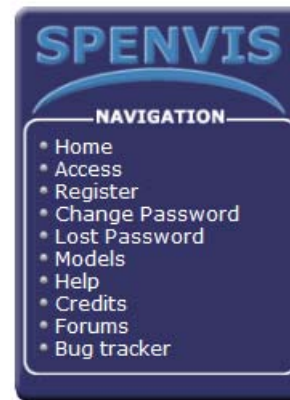 SPENVIS
NAVIGATION
Home
Access
Register
Change Password
Lost Password
Models
Help
Credits
Forums
Bug tracker